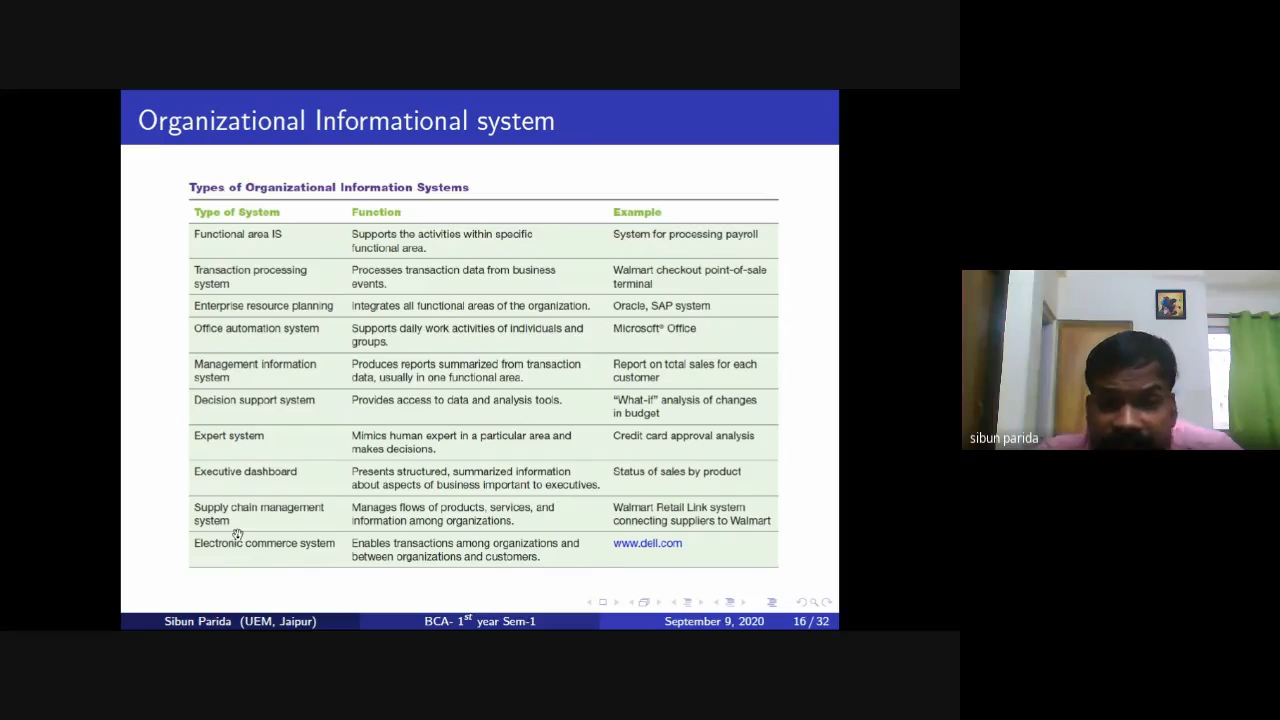 Organizational Informational system
Types of Organizational Information Systems
Type of System Function Example
Functional area IS Supports the activities within specific System for processing payroll
functional area.
Transaction processing Processes transaction data from business Walmart checkout point-of-sale
system events. terminal
Enterprise resource planning Integrates all functional areas of the organization. Oracle, SAP system
Office automation system Supports daily work activities of individuals and Microsoft® Office
groups.
Management information Produces reports summarized from transaction Report on total sales for each
system data, usually in one functional area. customer
Decision support system Provides access to data and analysis tools. “What-if” analysis of changes
in budget
Expert system Mimics human expert in a particular area and Credit card approval analysis
makes decisions.
Executive dashboard Presents structured, summarized information Status of sales by product
about aspects of business important to executives.
Supply chain management Manages flows of products, services, and Walmart Retail Link system
system information among organizations. connecting suppliers to Walmart
Electronic commerce system Enables transactions among organizations and www.dell.com
between organizations and customers.
Sibun Parida (UEM, Jaipur) BCA- 1st year Sem-1 September 9, 2020 16 / 32
sibun parida